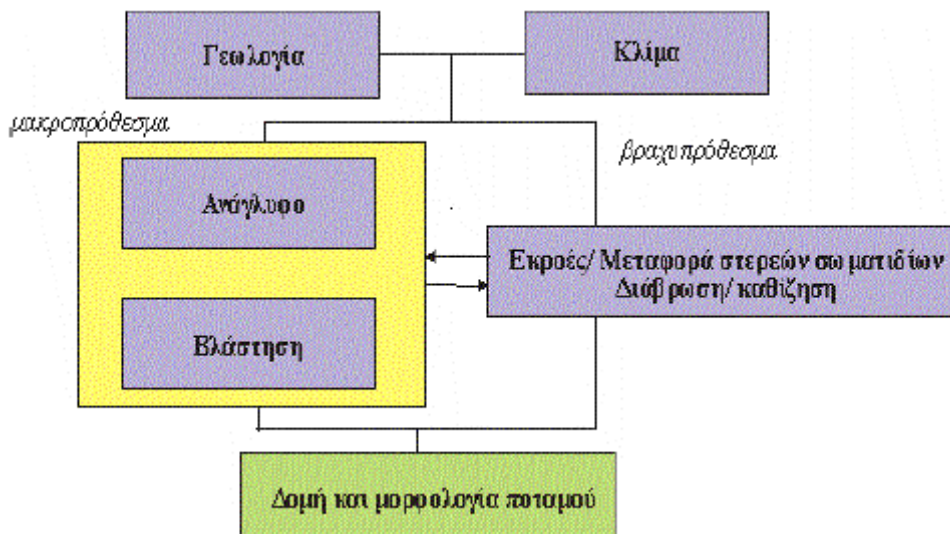 Γεωλογία
Κλίμα
μακροπρόθεσμα
βραχυπρόθεσμα
Ανάγλυφο
Εκροές/ Μεταφορά στερεών σωματιδίων
Διάβρωση/ καθίζηση
Βλάστηση
Δομή και μορφολογία ποταμού